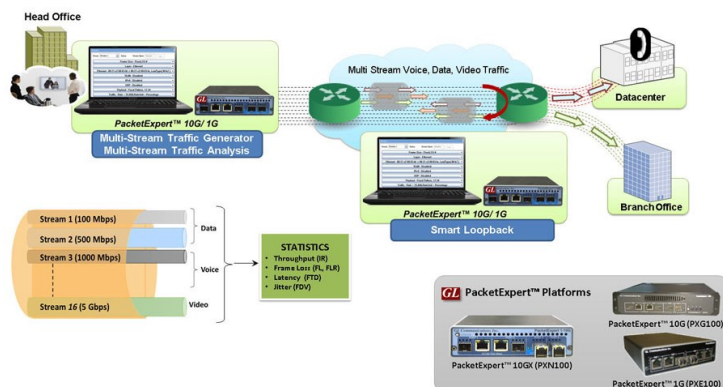 Head Office
Multi Stream Voice, Data, Video Traffic
GL
PacketExpert™ 10G/ 1G
Multi-Stream Traffic Generator
Multi-Stream Traffic Analysis
Datacenter
GL
PacketExpert™ 10G/ 1G
Smart Loopback
Branch Office
Stream 1 (100 Mbps)
Stream 2 (500 Mbps)
Stream 3 (1000 Mbps)
Stream 16 (5 Gbps)
Data
Voice
Video
STATISTICS
• Throughput (IR)
• Frame Loss (FL, FLR)
• Latency (FTD)
• Jitter (FDV)
GL PacketExpert™ Platforms
PacketExpert™ 10GX (PXN100)
PacketExpert™ 10G (PXG100)
PacketExpert™ 1G (PXE100)